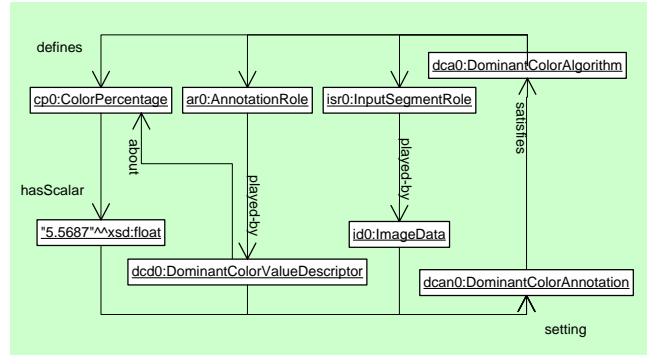 defines
dca0:DominantColorAlgorithm
cp0:ColorPercentage
ar0:AnnotationRole
isr0:InputSegmentRole
about
played-by
played-by
satisfies
hasScalar
"5.5687"^^xsd:float
id0:ImageData
dcd0:DominantColorValueDescriptor
dcan0:DominantColorAnnotation
setting